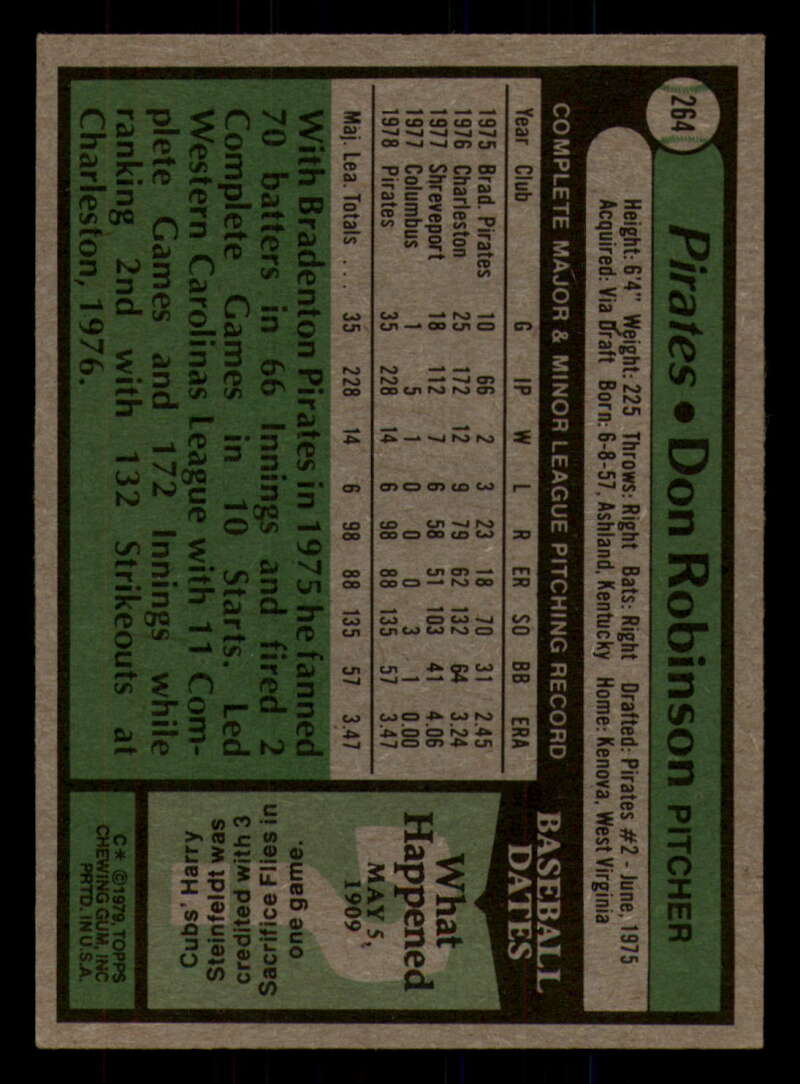 264
Pirates • Don Robinson PITCHER
Height: 6'4" Weight: 225 Throws: Right Bats: Right Drafted: Pirates #2 - June, 1975
Acquired: Via Draft Born: 6-8-57, Ashland, Kentucky Home: Kenova, West Virginia
COMPLETE MAJOR & MINOR LEAGUE PITCHING RECORD
Year Club G IP W L R ER SO BB ERA
1975 Brad. Pirates 10 66 2 3 23 18 70 31 2.45
1976 Charleston 25 172 12 9 79 62 132 64 3.24
1977 Shreveport 18 112 7 6 58 51 103 41 4.06
1977 Columbus 1 5 1 0 0 0 3 1 0.00
1978 Pirates 35 228 14 6 98 88 135 57 3.47
Maj. Lea. Totals . . . 35 228 14 6 98 88 135 57 3.47
With Bradenton Pirates in 1975 he fanned
70 batters in 66 Innings and fired 2
Complete Games in 10 Starts. Led
Western Carolinas League with 11 Com-
plete Games and 172 Innings while
ranking 2nd with 132 Strikeouts at
Charleston, 1976.
BASEBALL
DATES
What
Happened
MAY 5,
1909
Cubs' Harry
Steinfeldt was
credited with 3
Sacrifice Flies in
one game.
C* ©1979 TOPPS
CHEWING GUM, INC
PRTD. IN U.S.A.